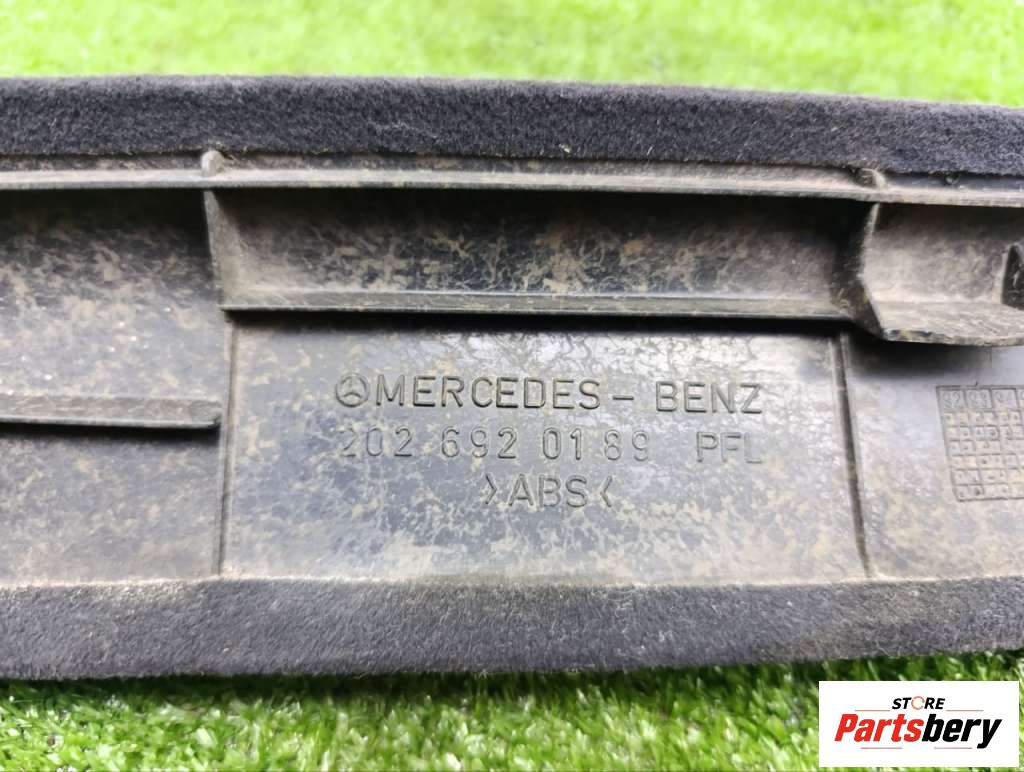 MERCEDES - BENZ
202 692 01 89 PFL
>ABS<
STORE
Partsbery